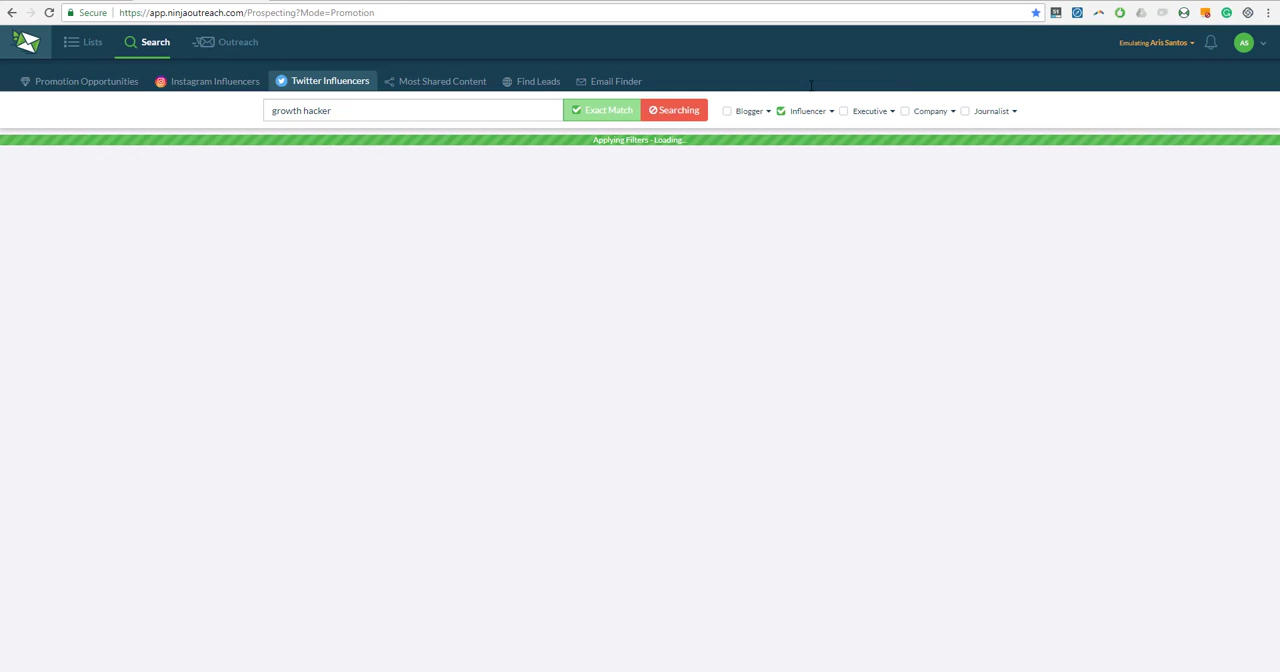 Secure | https://app.ninjaoutreach.com/Prospecting?Mode=Promotion
Lists Search Outreach Emulating Aris Santos AS
Promotion Opportunities Instagram Influencers Twitter Influencers Most Shared Content Find Leads Email Finder
growth hacker Exact Match Searching Blogger Influencer Executive Company Journalist
Applying Filters - Loading...